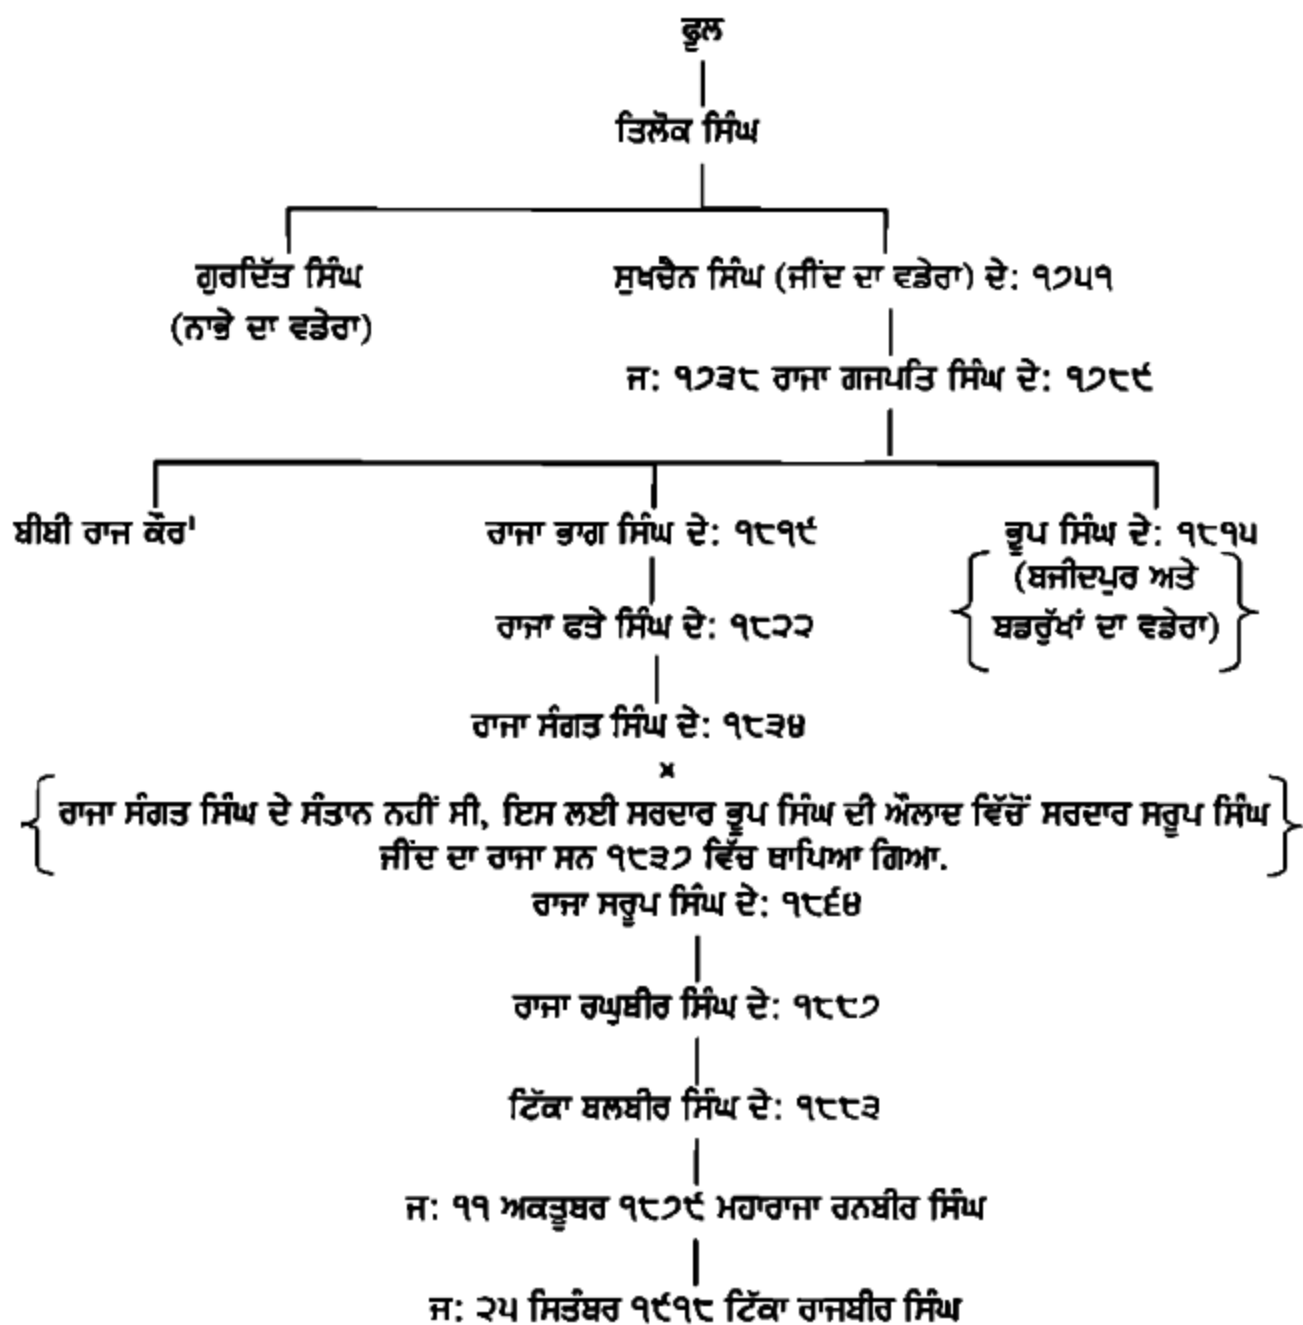 ਫੂਲ
ਤਿਲੋਕ ਸਿੰਘ
ਗੁਰਦਿੱਤ ਸਿੰਘ
(ਨਾਭੇ ਦਾ ਵਡੇਰਾ)
ਸੁਖਚੈਨ ਸਿੰਘ (ਜੀਂਦ ਦਾ ਵਡੇਰਾ) ਦੇ: ੧੭੫੧
ਜ: ੧੭੩੮ ਰਾਜਾ ਗਜਪਤਿ ਸਿੰਘ ਦੇ: ੧੭੮੯
ਬੀਬੀ ਰਾਜ ਕੌਰ'
ਰਾਜਾ ਭਾਗ ਸਿੰਘ ਦੇ: ੧੮੧੯
ਭੂਪ ਸਿੰਘ ਦੇ: ੧੮੧੫
(ਬਜੀਦਪੁਰ ਅਤੇ
ਬਡਰੁੱਖਾਂ ਦਾ ਵਡੇਰਾ)
ਰਾਜਾ ਫਤੇ ਸਿੰਘ ਦੇ: ੧੮੨੨
ਰਾਜਾ ਸੰਗਤ ਸਿੰਘ ਦੇ: ੧੮੩੪
×
ਰਾਜਾ ਸੰਗਤ ਸਿੰਘ ਦੇ ਸੰਤਾਨ ਨਹੀਂ ਸੀ, ਇਸ ਲਈ ਸਰਦਾਰ ਭੂਪ ਸਿੰਘ ਦੀ ਔਲਾਦ ਵਿੱਚੋਂ ਸਰਦਾਰ ਸਰੂਪ ਸਿੰਘ
ਜੀਂਦ ਦਾ ਰਾਜਾ ਸਨ ੧੮੩੭ ਵਿੱਚ ਥਾਪਿਆ ਗਿਆ.
ਰਾਜਾ ਸਰੂਪ ਸਿੰਘ ਦੇ: ੧੮੬੪
ਰਾਜਾ ਰਘੁਬੀਰ ਸਿੰਘ ਦੇ: ੧੮੮੭
ਟਿੱਕਾ ਬਲਬੀਰ ਸਿੰਘ ਦੇ: ੧੮੮੩
ਜ: ੧੧ ਅਕਤੂਬਰ ੧੮੭੯ ਮਹਾਰਾਜਾ ਰਨਬੀਰ ਸਿੰਘ
ਜ: ੨੫ ਸਿਤੰਬਰ ੧੯੧੮ ਟਿੱਕਾ ਰਾਜਬੀਰ ਸਿੰਘ